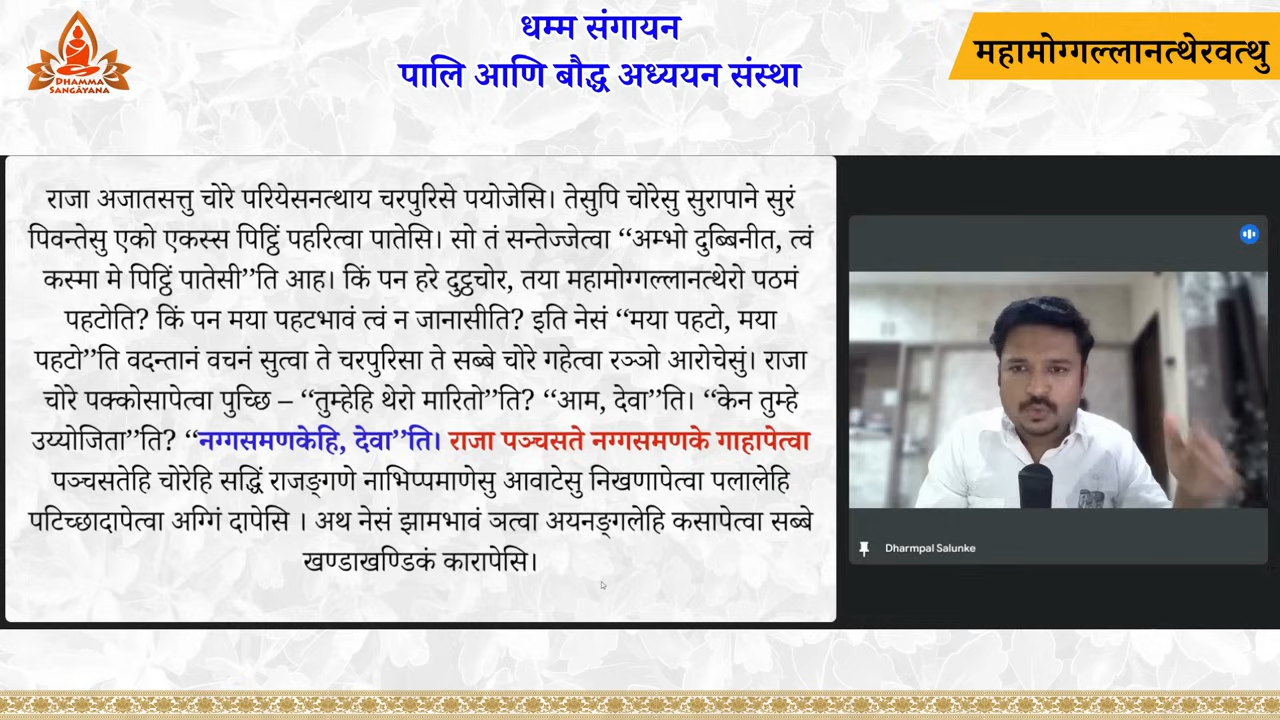 धम्म संगायन
पालि आणि बौद्ध अध्ययन संस्था
DHAMMA
SANGĀYANA
महामोग्गल्लानत्थेरवत्थु
राजा अजातसत्तु चोरे परियेसनत्थाय चरपुरिसे पयोजेसि। तेसुपि चोरेसु सुरापाने सुरं
पिवन्तेसु एको एकस्स पिट्ठिं पहरित्वा पातेसि। सो तं सन्तेज्जेत्वा ‘‘अम्भो दुब्बिनीत, त्वं
कस्मा मे पिट्ठिं पातेसी’’ति आह। किं पन हरे दुट्ठचोर, तया महामोग्गल्लानत्थेरो पठमं
पहटोति? किं पन मया पहटभावं त्वं न जानासीति? इति नेसं ‘‘मया पहटो, मया
पहटो’’ति वदन्तानं वचनं सुत्वा ते चरपुरिसा ते सब्बे चोरे गहेत्वा रञ्ञो आरोचेसुं। राजा
चोरे पक्कोसापेत्वा पुच्छि – ‘‘तुम्हेहि थेरो मारितो’’ति? ‘‘आम, देवा’’ति। ‘‘केन तुम्हे
उय्योजिता’’ति? ‘‘नग्गसमणकेहि, देवा’’ति। राजा पञ्चसते नग्गसमणके गाहापेत्वा
पञ्चसतेहि चोरेहि सद्धिं राजङ्गणे नाभिप्पमाणेसु आवाटेसु निखणापेत्वा पलालेहि
पटिच्छादापेत्वा अग्गिं दापेसि । अथ नेसं झामभावं ञत्वा अयनङ्गलेहि कसापेत्वा सब्बे
खण्डाखण्डिकं कारापेसि।
Dharmpal Salunke